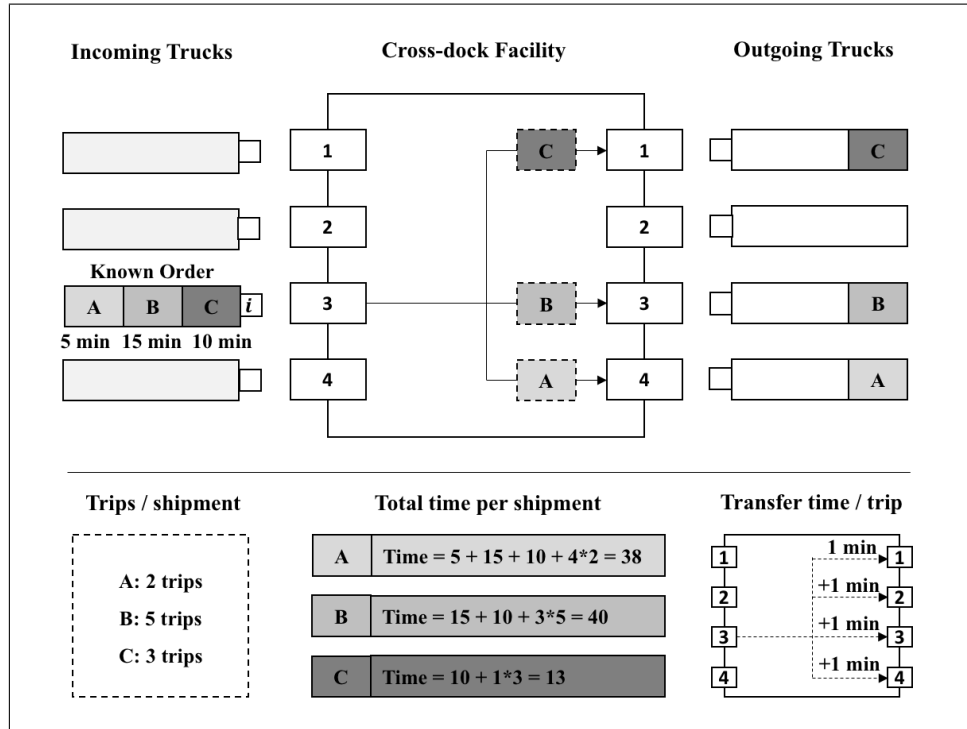 Incoming Trucks
Cross-dock Facility
Outgoing Trucks
1
C
1
C
2
2
Known Order
A B C i
3
B
3
B
5 min 15 min 10 min
4
A
4
A
Trips / shipment
A: 2 trips
B: 5 trips
C: 3 trips
Total time per shipment
A Time = 5 + 15 + 10 + 4*2 = 38
B Time = 15 + 10 + 3*5 = 40
C Time = 10 + 1*3 = 13
Transfer time / trip
1 1 min 1
2 +1 min 2
3 +1 min 3
4 +1 min 4